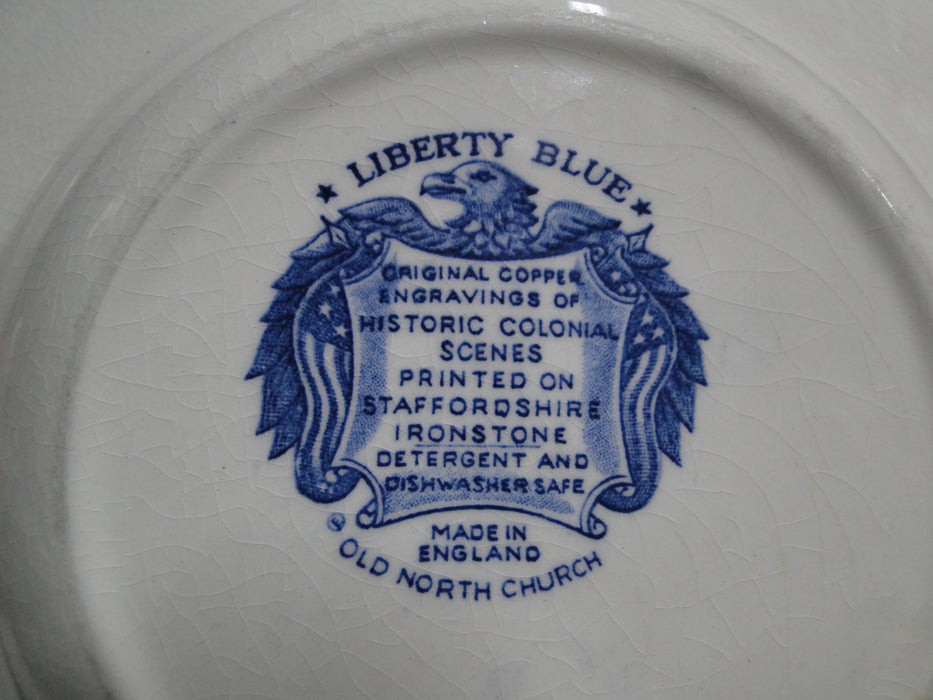 LIBERTY BLUE
ORIGINAL COPPER
ENGRAVINGS OF
HISTORIC COLONIAL
SCENES
PRINTED ON
STAFFORDSHIRE
IRONSTONE
DETERGENT AND
DISHWASHER SAFE
MADE IN
ENGLAND
OLD NORTH CHURCH